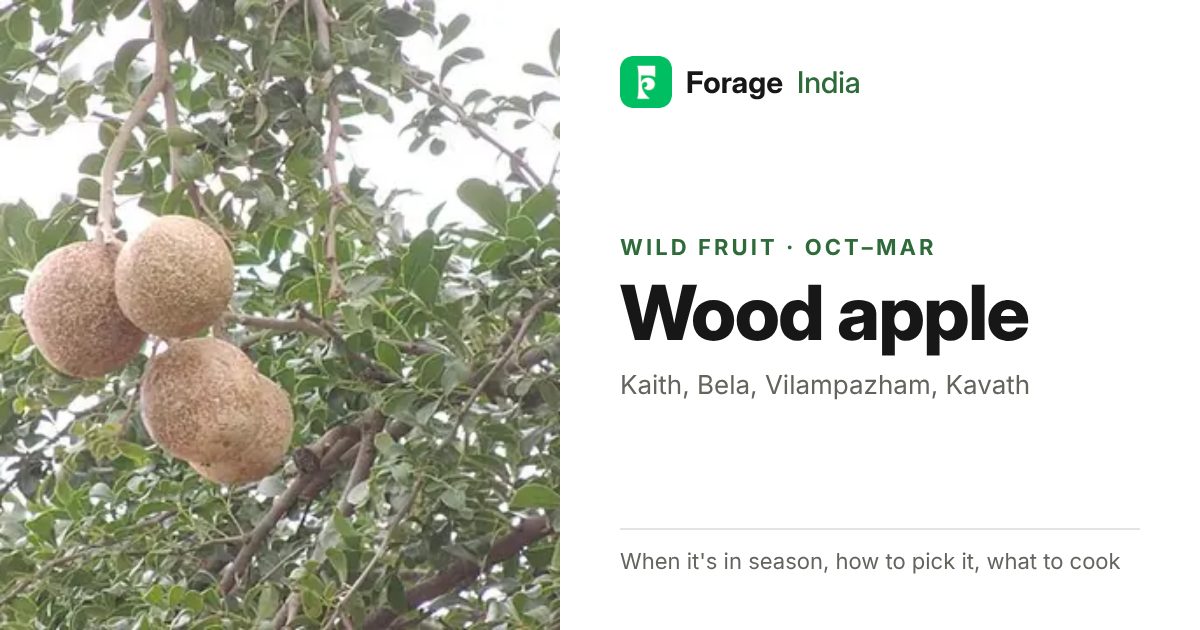 Forage India
WILD FRUIT · OCT–MAR
Wood apple
Kaith, Bela, Vilampazham, Kavath
When it's in season, how to pick it, what to cook